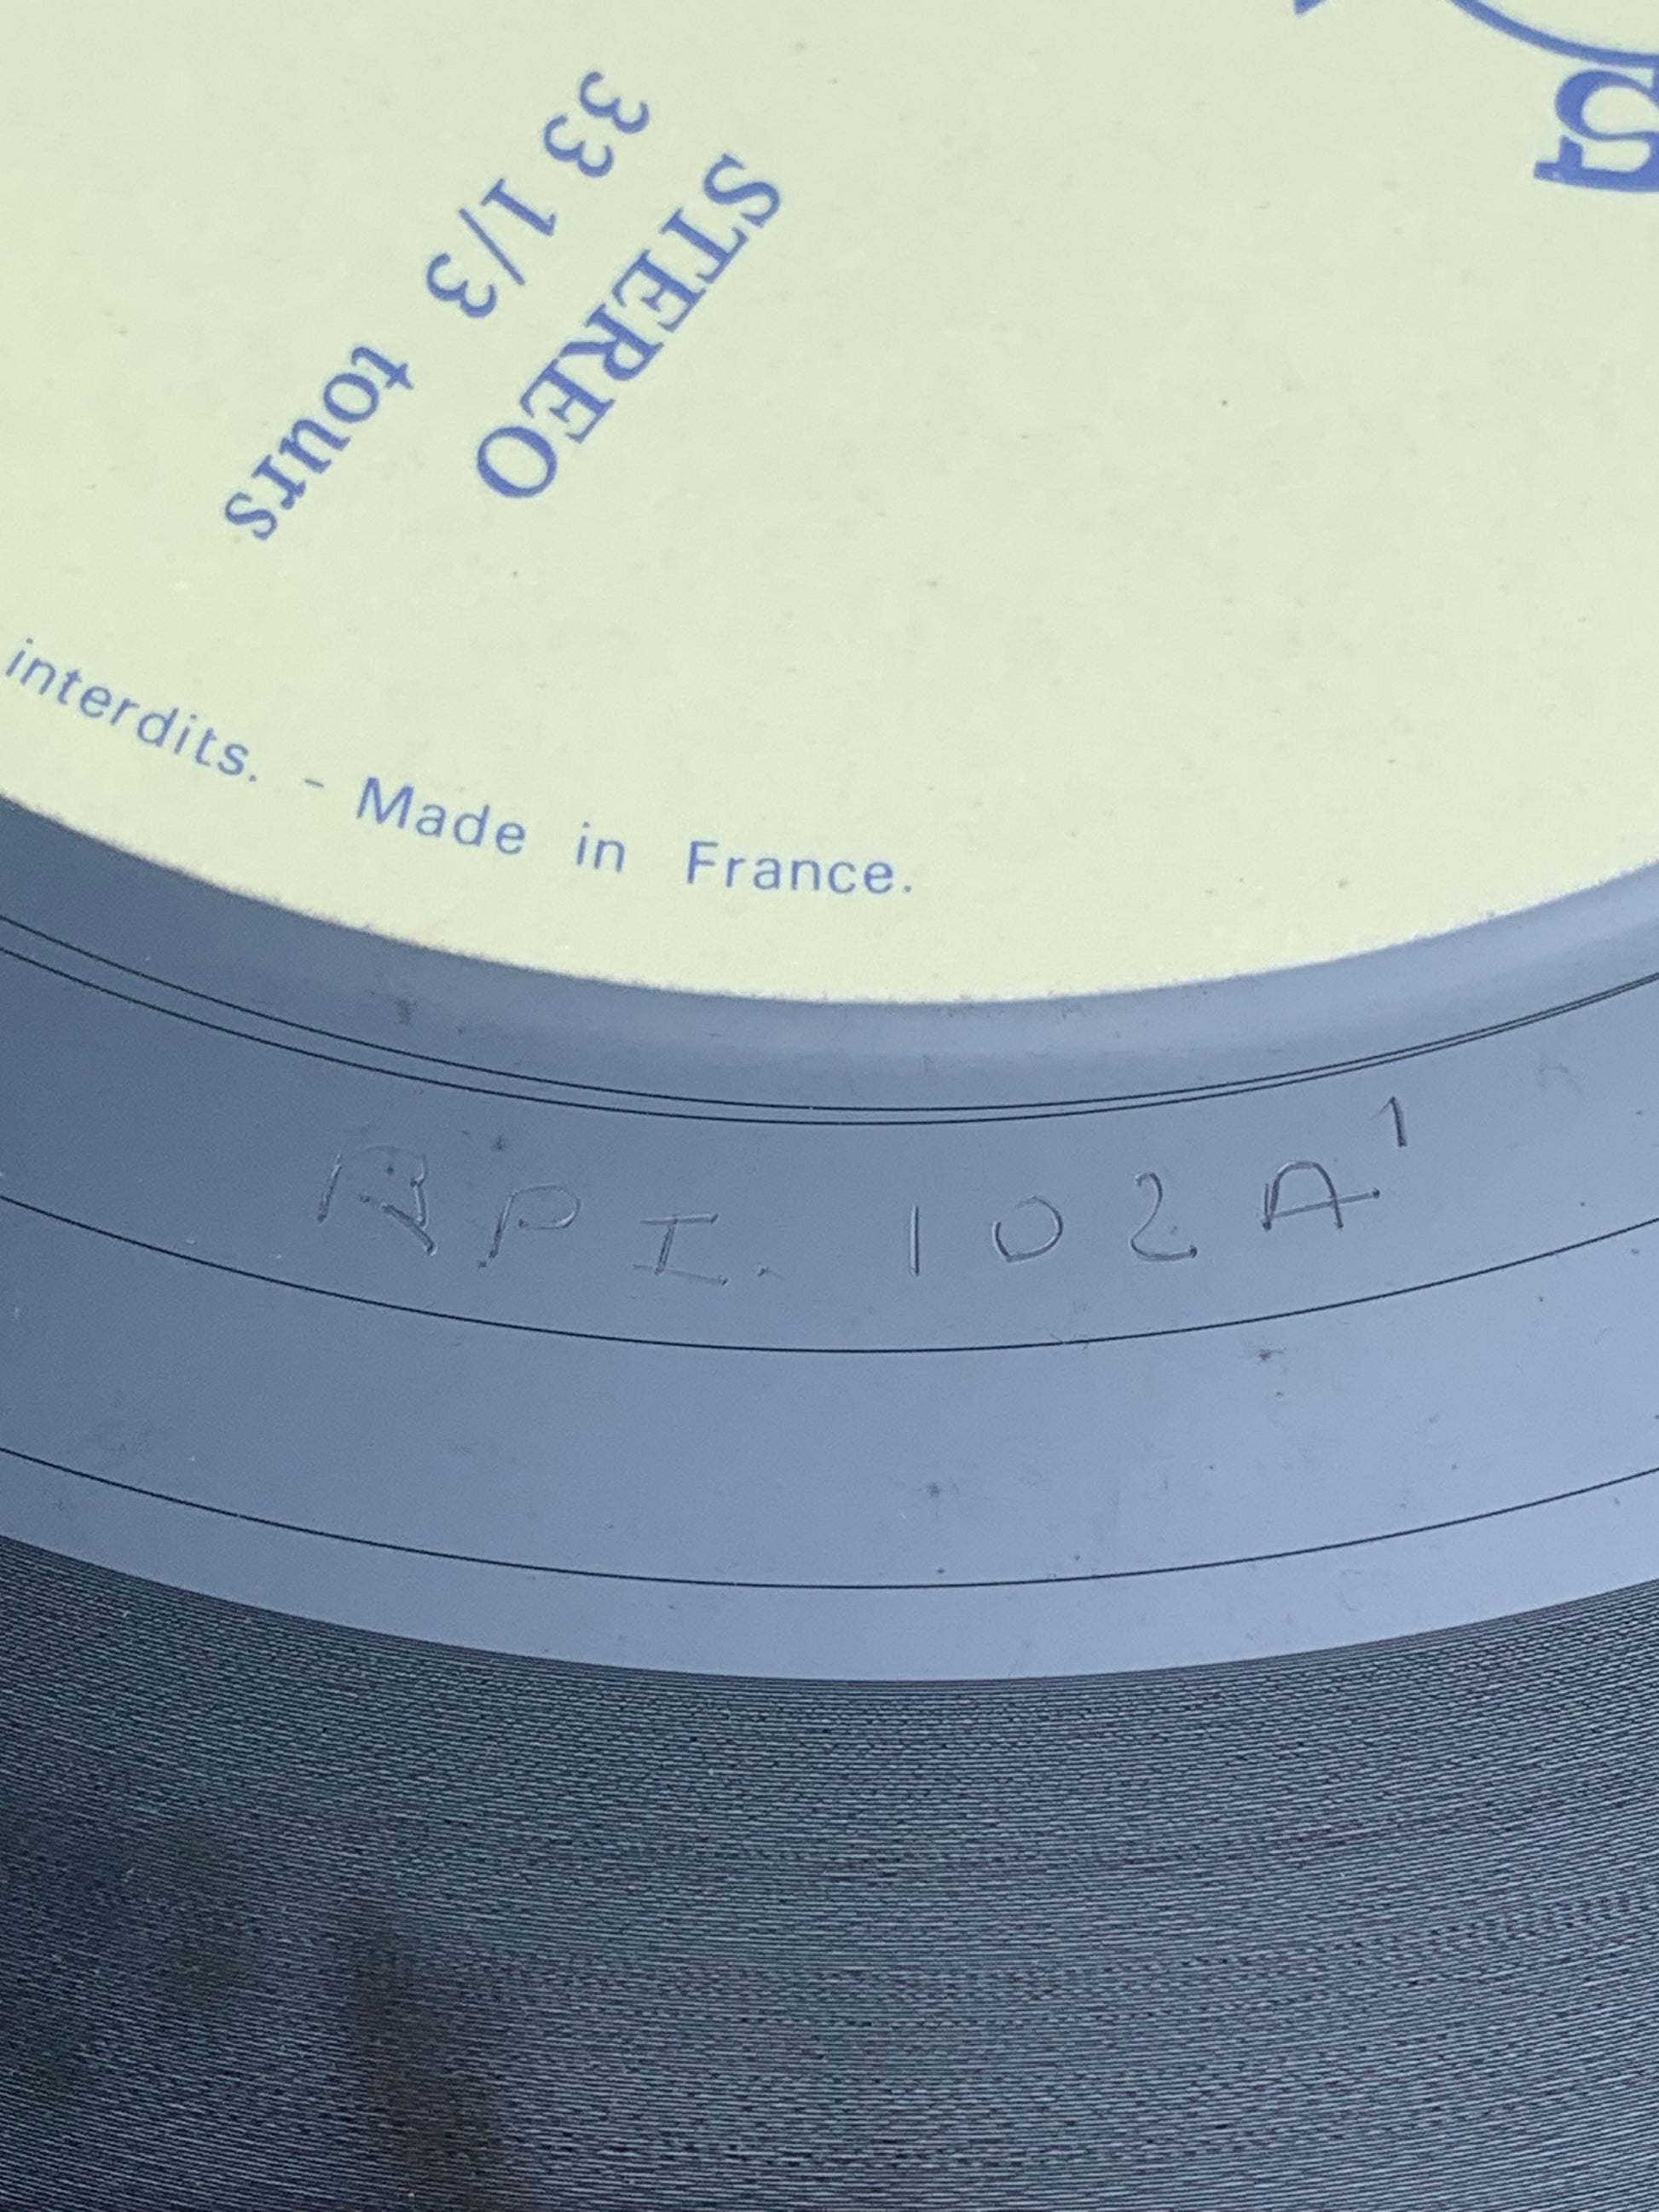 STEREO
33 1/3 tours
interdits. - Made in France.
RPI. 102A¹